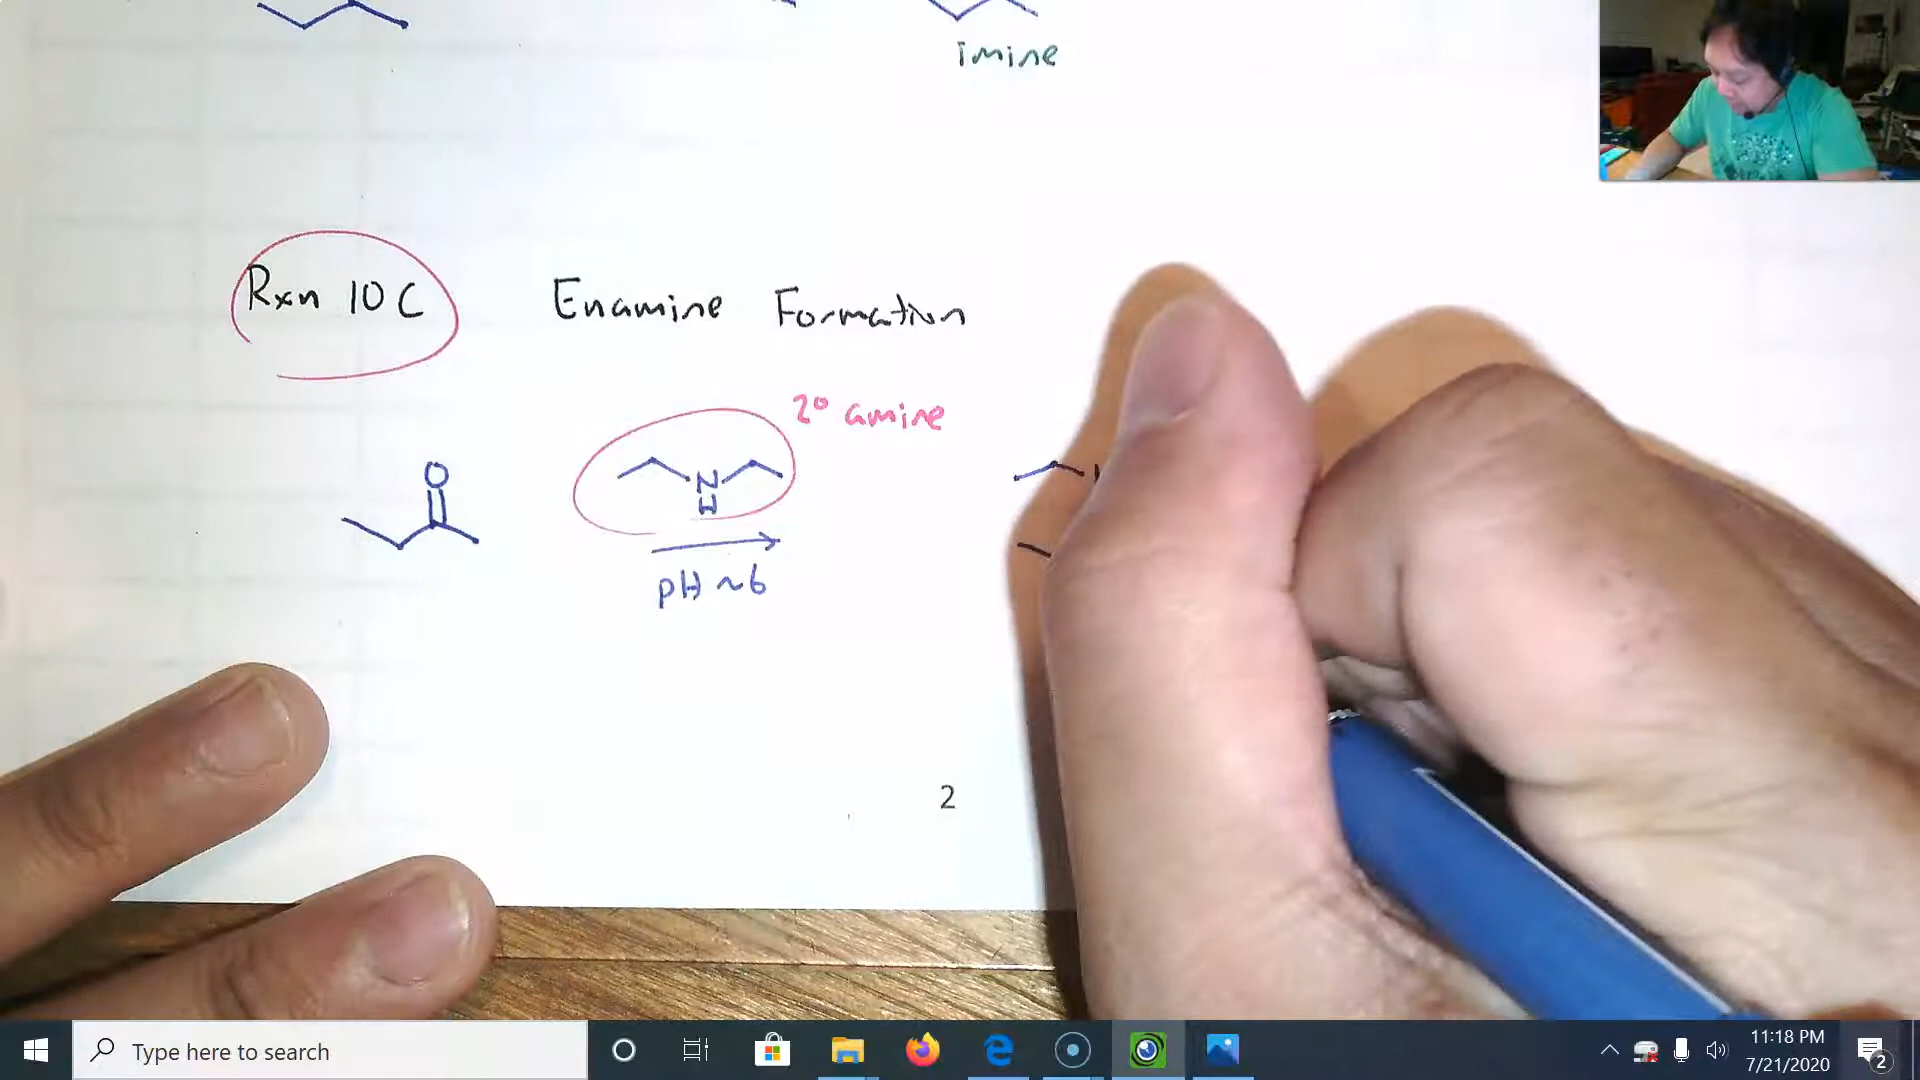 imine
Rxn 10 C Enamine Formation
2° amine
O
N
H
pH ~6
2
Type here to search
11:18 PM
7/21/2020
2